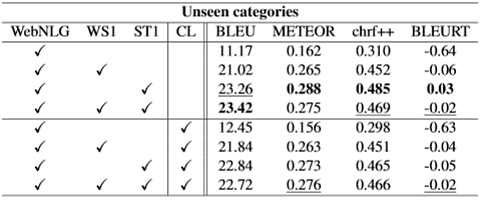 Unseen categories
WebNLG WS1 ST1 CL BLEU METEOR chrf++ BLEURT
✓ 11.17 0.162 0.310 -0.64
✓ ✓ 21.02 0.265 0.452 -0.06
✓ ✓ 23.26 0.288 0.485 0.03
✓ ✓ ✓ 23.42 0.275 0.469 -0.02
✓ ✓ 12.45 0.156 0.298 -0.63
✓ ✓ ✓ 21.84 0.263 0.451 -0.04
✓ ✓ ✓ 22.84 0.273 0.465 -0.05
✓ ✓ ✓ ✓ 22.72 0.276 0.466 -0.02